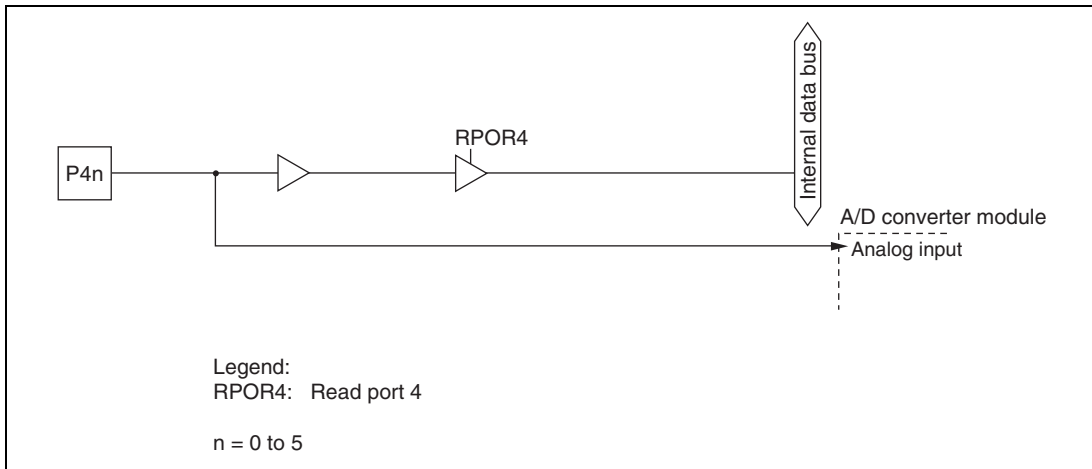 Internal data bus
RPOR4
P4n
A/D converter module
Analog input
Legend:
RPOR4: Read port 4
n = 0 to 5